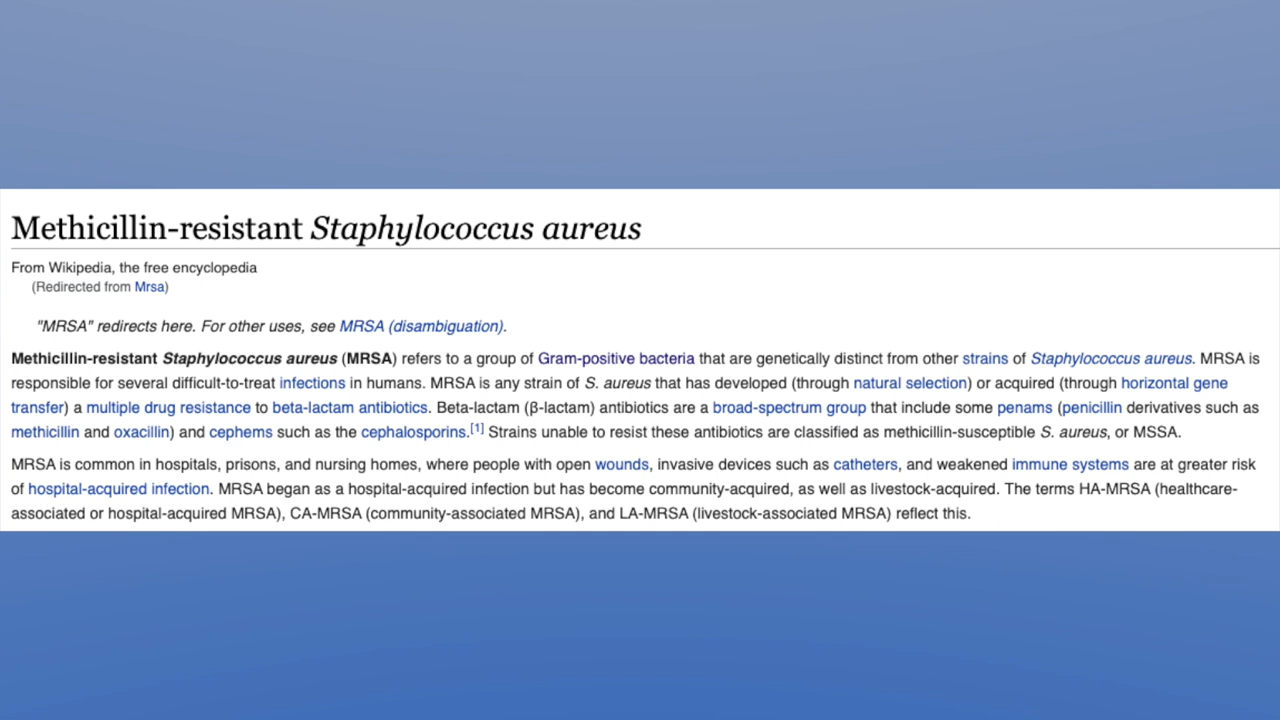 Methicillin-resistant Staphylococcus aureus
From Wikipedia, the free encyclopedia
(Redirected from Mrsa)
"MRSA" redirects here. For other uses, see MRSA (disambiguation).
Methicillin-resistant Staphylococcus aureus (MRSA) refers to a group of Gram-positive bacteria that are genetically distinct from other strains of Staphylococcus aureus. MRSA is
responsible for several difficult-to-treat infections in humans. MRSA is any strain of S. aureus that has developed (through natural selection) or acquired (through horizontal gene
transfer) a multiple drug resistance to beta-lactam antibiotics. Beta-lactam (β-lactam) antibiotics are a broad-spectrum group that include some penams (penicillin derivatives such as
methicillin and oxacillin) and cephems such as the cephalosporins.[1] Strains unable to resist these antibiotics are classified as methicillin-susceptible S. aureus, or MSSA.
MRSA is common in hospitals, prisons, and nursing homes, where people with open wounds, invasive devices such as catheters, and weakened immune systems are at greater risk
of hospital-acquired infection. MRSA began as a hospital-acquired infection but has become community-acquired, as well as livestock-acquired. The terms HA-MRSA (healthcare-
associated or hospital-acquired MRSA), CA-MRSA (community-associated MRSA), and LA-MRSA (livestock-associated MRSA) reflect this.